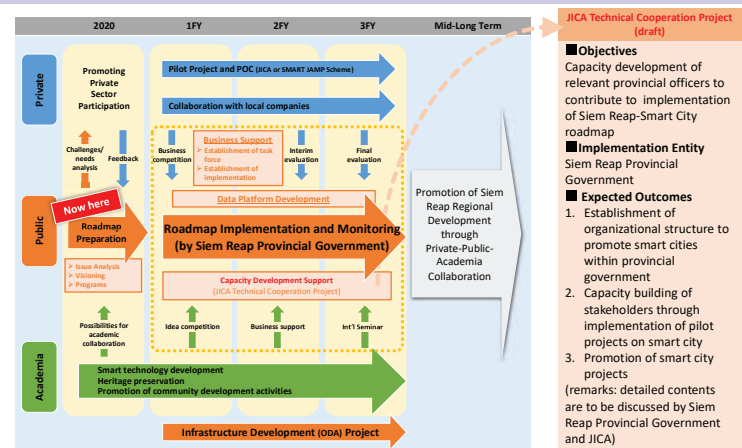 2020
1FY
2FY
3FY
Mid-Long Term
Private
Promoting
Private
Sector
Participation
Pilot Project and POC (JICA or SMART JAMP Scheme)
Collaboration with local companies
Challenges/
needs
analysis
Feedback
Business
competition
Business Support
➢ Establishment of task
force
➢ Establishment of
implementation
Interim
evaluation
Final
evaluation
Public
Now here
Roadmap
Preparation
➢ Issue Analysis
➢ Visioning
➢ Programs
Data Platform Development
Roadmap Implementation and Monitoring
(by Siem Reap Provincial Government)
Capacity Development Support
(JICA Technical Cooperation Project)
Promotion of Siem
Reap Regional
Development
through
Private-Public-
Academia
Collaboration
Academia
Possibilities for
academic
collaboration
Idea competition
Business support
Int'l Seminar
Smart technology development
Heritage preservation
Promotion of community development activities
Infrastructure Development (ODA) Project
JICA Technical Cooperation Project
(draft)
■Objectives
Capacity development of
relevant provincial officers to
contribute to implementation
of Siem Reap-Smart City
roadmap
■Implementation Entity
Siem Reap Provincial
Government
■ Expected Outcomes
1. Establishment of
organizational structure to
promote smart cities
within provincial
government
2. Capacity building of
stakeholders through
implementation of pilot
projects on smart city
3. Promotion of smart city
projects
(remarks: detailed contents
are to be discussed by Siem
Reap Provincial Government
and JICA)